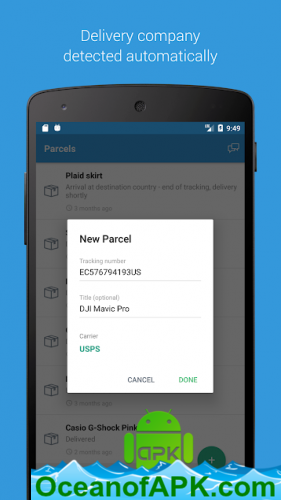 Delivery company
detected automatically
9:49
Parcels
Plaid skirt
Arrival at destination country - end of tracking, delivery
shortly
5 months ago
New Parcel
Tracking number
EC576794193US
Title (optional)
DJI Mavic Pro
Carrier
USPS
CANCEL
DONE
Casio G-Shock Pink
Delivered
months ago
apk
OceanofAPK.com